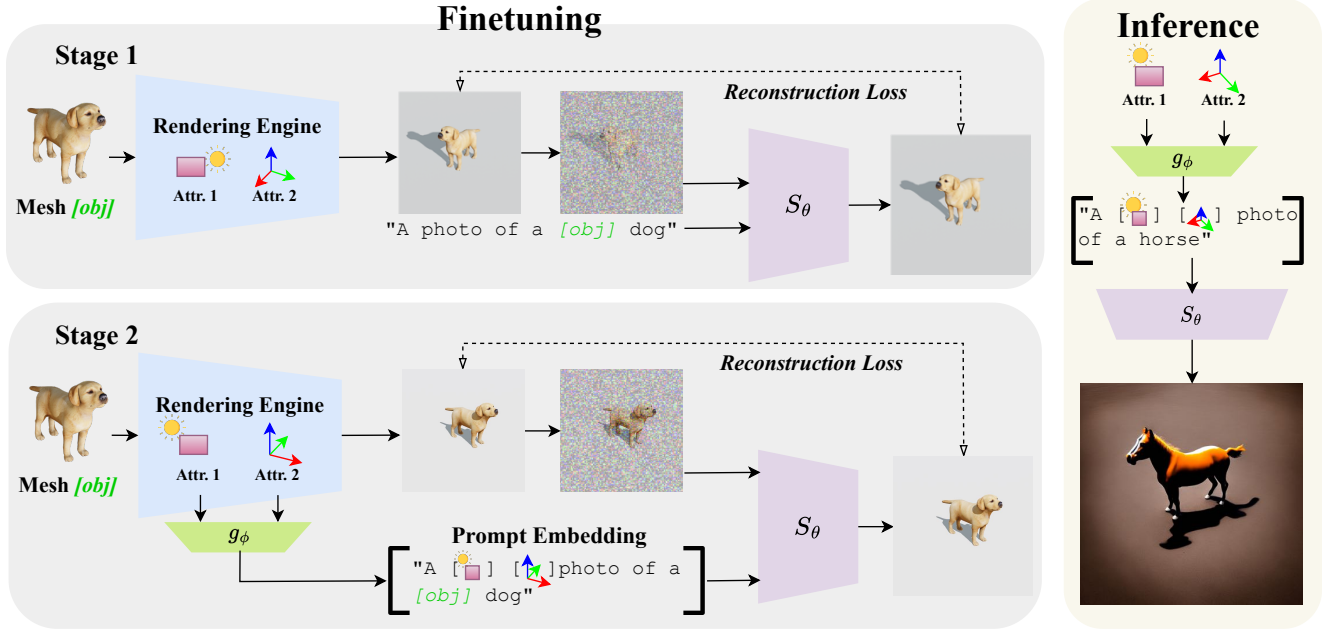 Finetuning
Stage 1
Mesh [obj]
Rendering Engine
Attr. 1
Attr. 2
"A photo of a [obj] dog"
Reconstruction Loss
Sθ
Stage 2
Mesh [obj]
Rendering Engine
Attr. 1
Attr. 2
gϕ
Prompt Embedding
"A [ ] [ ]photo of a
[obj] dog"
Reconstruction Loss
Sθ
Inference
Attr. 1
Attr. 2
gϕ
"A [ ] [ ] photo
of a horse"
Sθ